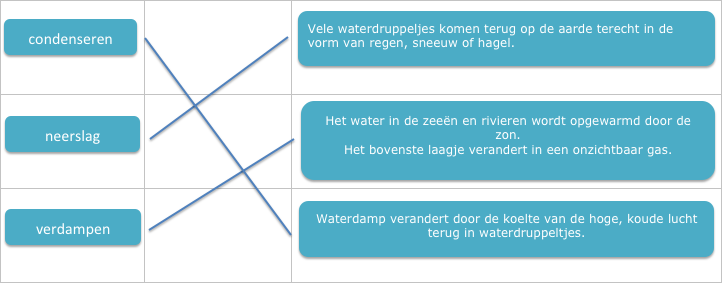 condenseren
Vele waterdruppeljes komen terug op de aarde terecht in de
vorm van regen, sneeuw of hagel.
neerslag
Het water in de zeeën en rivieren wordt opgewarmd door de
zon.
Het bovenste laagje verandert in een onzichtbaar gas.
verdampen
Waterdamp verandert door de koelte van de hoge, koude lucht
terug in waterdruppeltjes.